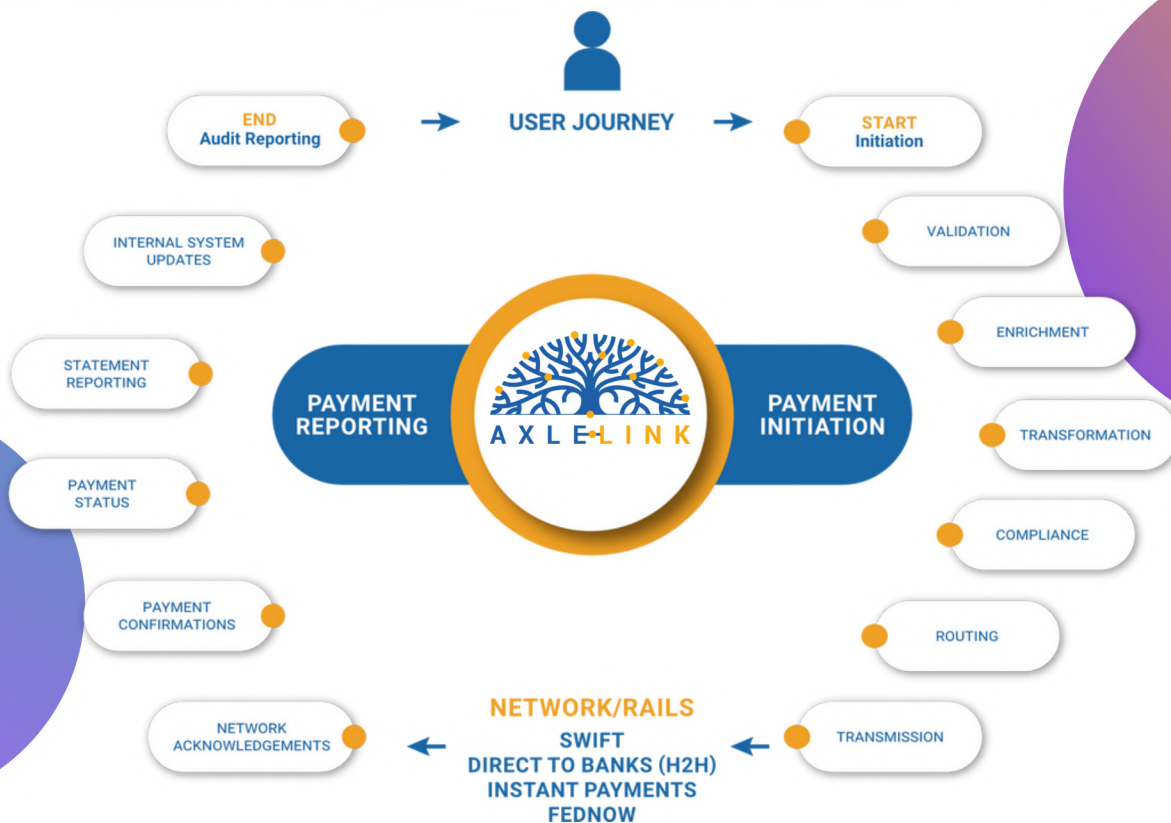 USER JOURNEY
START
Initiation
VALIDATION
ENRICHMENT
TRANSFORMATION
COMPLIANCE
ROUTING
TRANSMISSION
NETWORK/RAILS
SWIFT
DIRECT TO BANKS (H2H)
INSTANT PAYMENTS
FEDNOW
NETWORK
ACKNOWLEDGEMENTS
PAYMENT
CONFIRMATIONS
PAYMENT
STATUS
STATEMENT
REPORTING
INTERNAL SYSTEM
UPDATES
END
Audit Reporting
PAYMENT
REPORTING
AXLE-LINK
PAYMENT
INITIATION